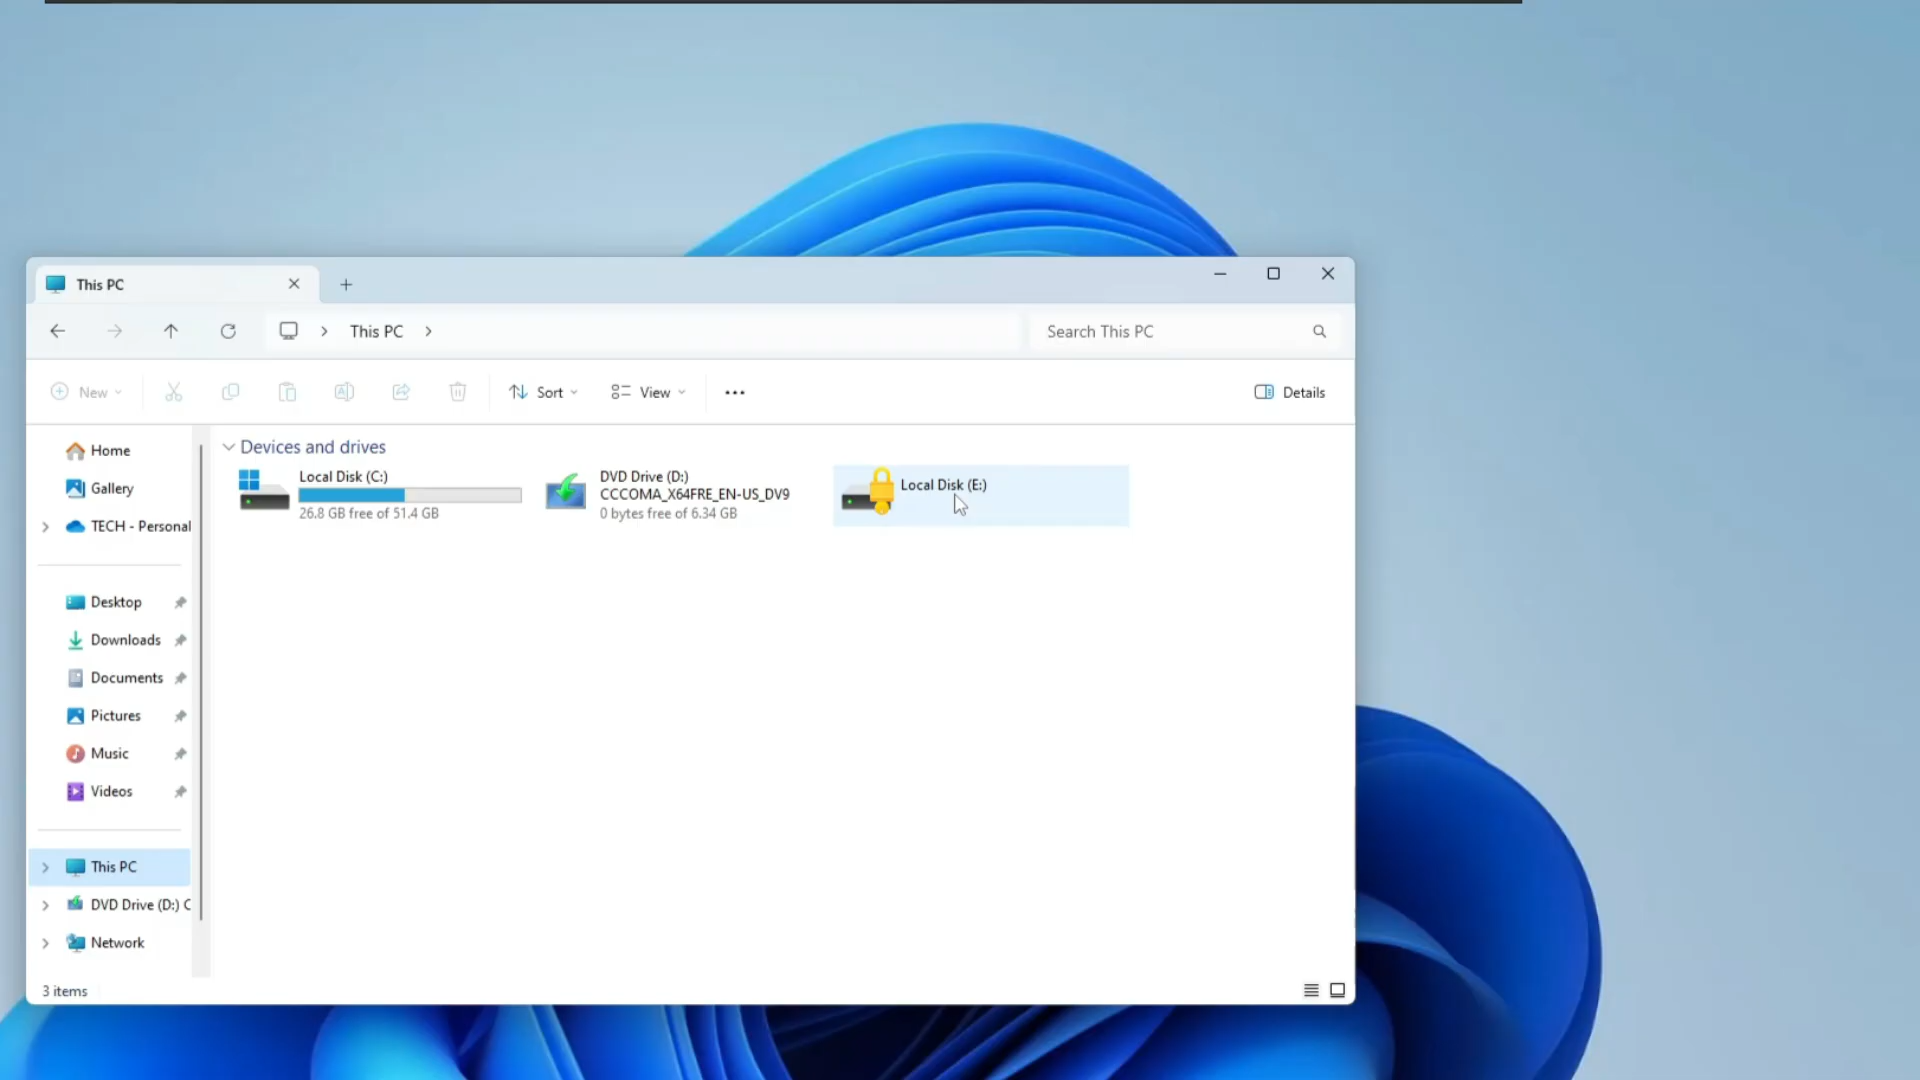 This PC
This PC
Search This PC
New
Sort
View
Details
Home
Gallery
TECH - Personal
Desktop
Downloads
Documents
Pictures
Music
Videos
This PC
DVD Drive (D:) C
Network
Devices and drives
Local Disk (C:)
26.8 GB free of 51.4 GB
DVD Drive (D:)
CCCOMA_X64FRE_EN-US_DV9
0 bytes free of 6.34 GB
Local Disk (E:)
3 items